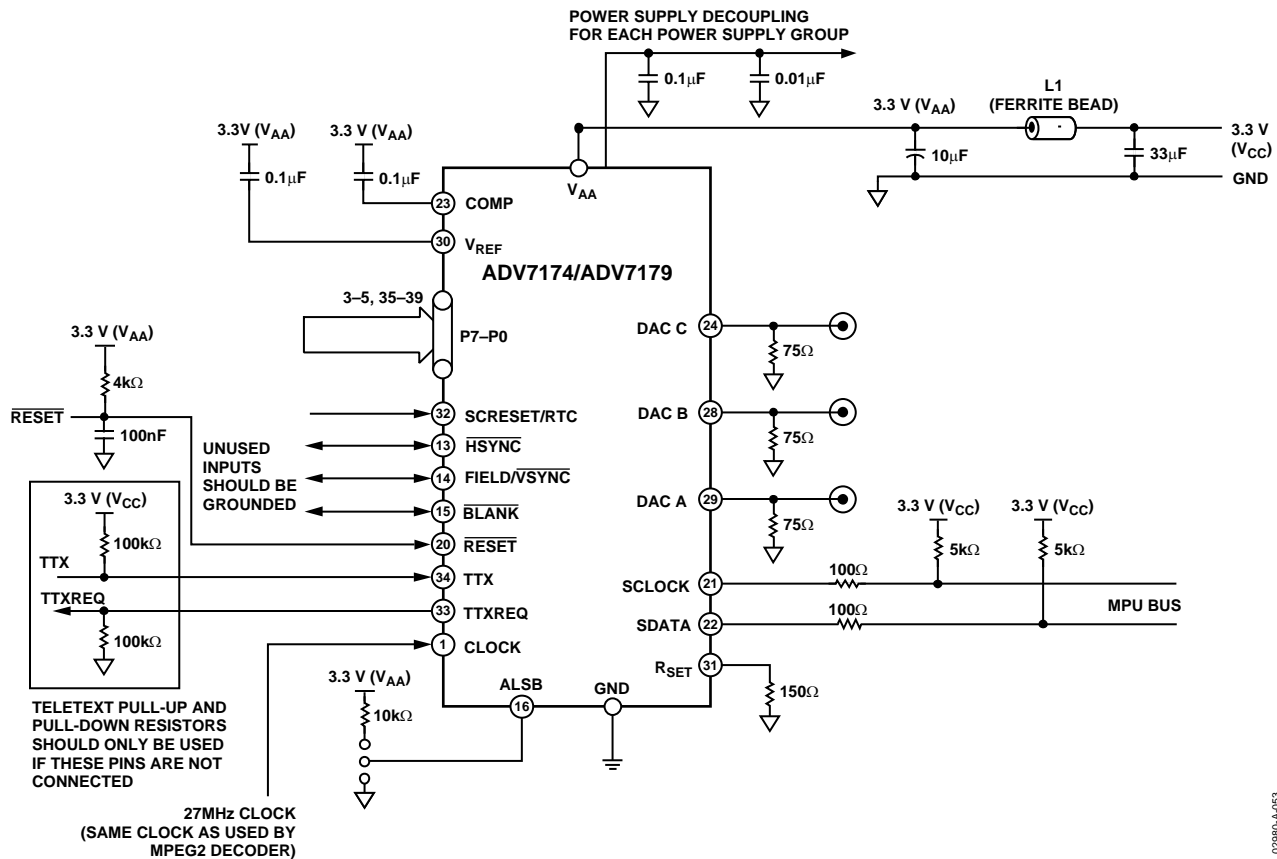 POWER SUPPLY DECOUPLING
FOR EACH POWER SUPPLY GROUP
0.1µF
0.01µF
L1
(FERRITE BEAD)
3.3 V (VAA)
10µF
33µF
3.3 V
(VCC)
GND
3.3V (VAA)
3.3 V (VAA)
0.1µF
0.1µF
VAA
23
COMP
30
VREF
ADV7174/ADV7179
3–5, 35–39
P7–P0
3.3 V (VAA)
4kΩ
RESET
100nF
UNUSED
INPUTS
SHOULD BE
GROUNDED
32
SCRESET/RTC
13
HSYNC
14
FIELD/VSYNC
15
BLANK
20
RESET
34
TTX
33
TTXREQ
1
CLOCK
3.3 V (VCC)
100kΩ
TTX
TTXREQ
100kΩ
TELETEXT PULL-UP AND
PULL-DOWN RESISTORS
SHOULD ONLY BE USED
IF THESE PINS ARE NOT
CONNECTED
27MHz CLOCK
(SAME CLOCK AS USED BY
MPEG2 DECODER)
3.3 V (VAA)
10kΩ
ALSB
16
GND
DAC C
24
75Ω
DAC B
28
75Ω
DAC A
29
75Ω
3.3 V (VCC)
3.3 V (VCC)
5kΩ
5kΩ
SCLOCK
21
100Ω
MPU BUS
SDATA
22
100Ω
RSET
31
150Ω
02980-A-053